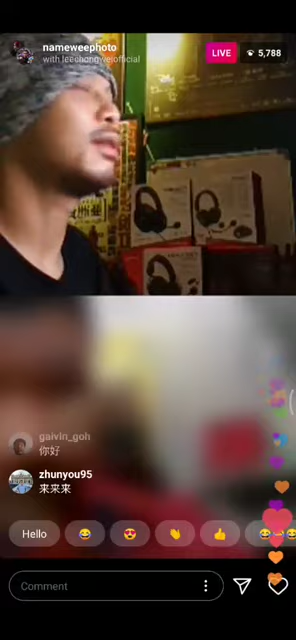 nameweephoto
with leechongweiofficial
LIVE
5,788
gaivin_goh
你好
zhunyou95
来来来
Hello
Comment